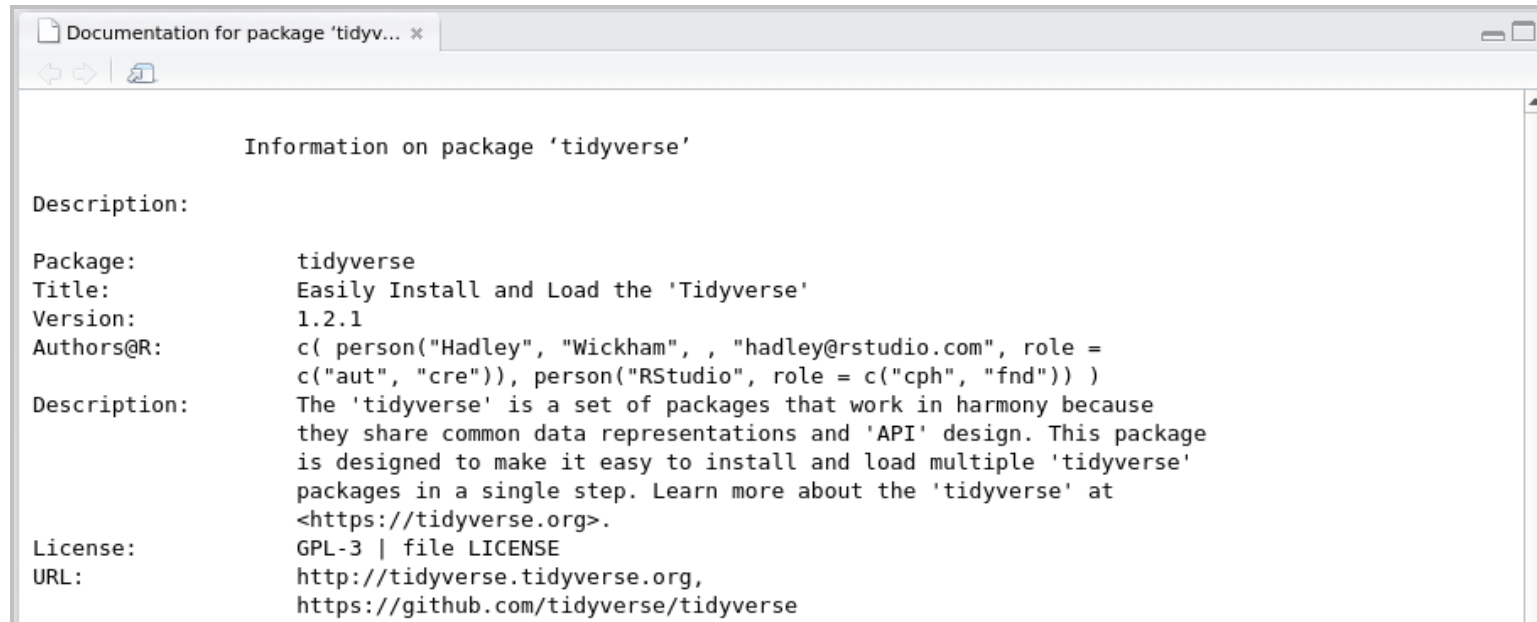 Documentation for package ‘tidyv...
Information on package ‘tidyverse’
Description:
Package: tidyverse
Title: Easily Install and Load the 'Tidyverse'
Version: 1.2.1
Authors@R: c( person("Hadley", "Wickham", , "hadley@rstudio.com", role =
c("aut", "cre")), person("RStudio", role = c("cph", "fnd")) )
Description: The 'tidyverse' is a set of packages that work in harmony because
they share common data representations and 'API' design. This package
is designed to make it easy to install and load multiple 'tidyverse'
packages in a single step. Learn more about the 'tidyverse' at
<https://tidyverse.org>.
License: GPL-3 | file LICENSE
URL: http://tidyverse.tidyverse.org,
https://github.com/tidyverse/tidyverse